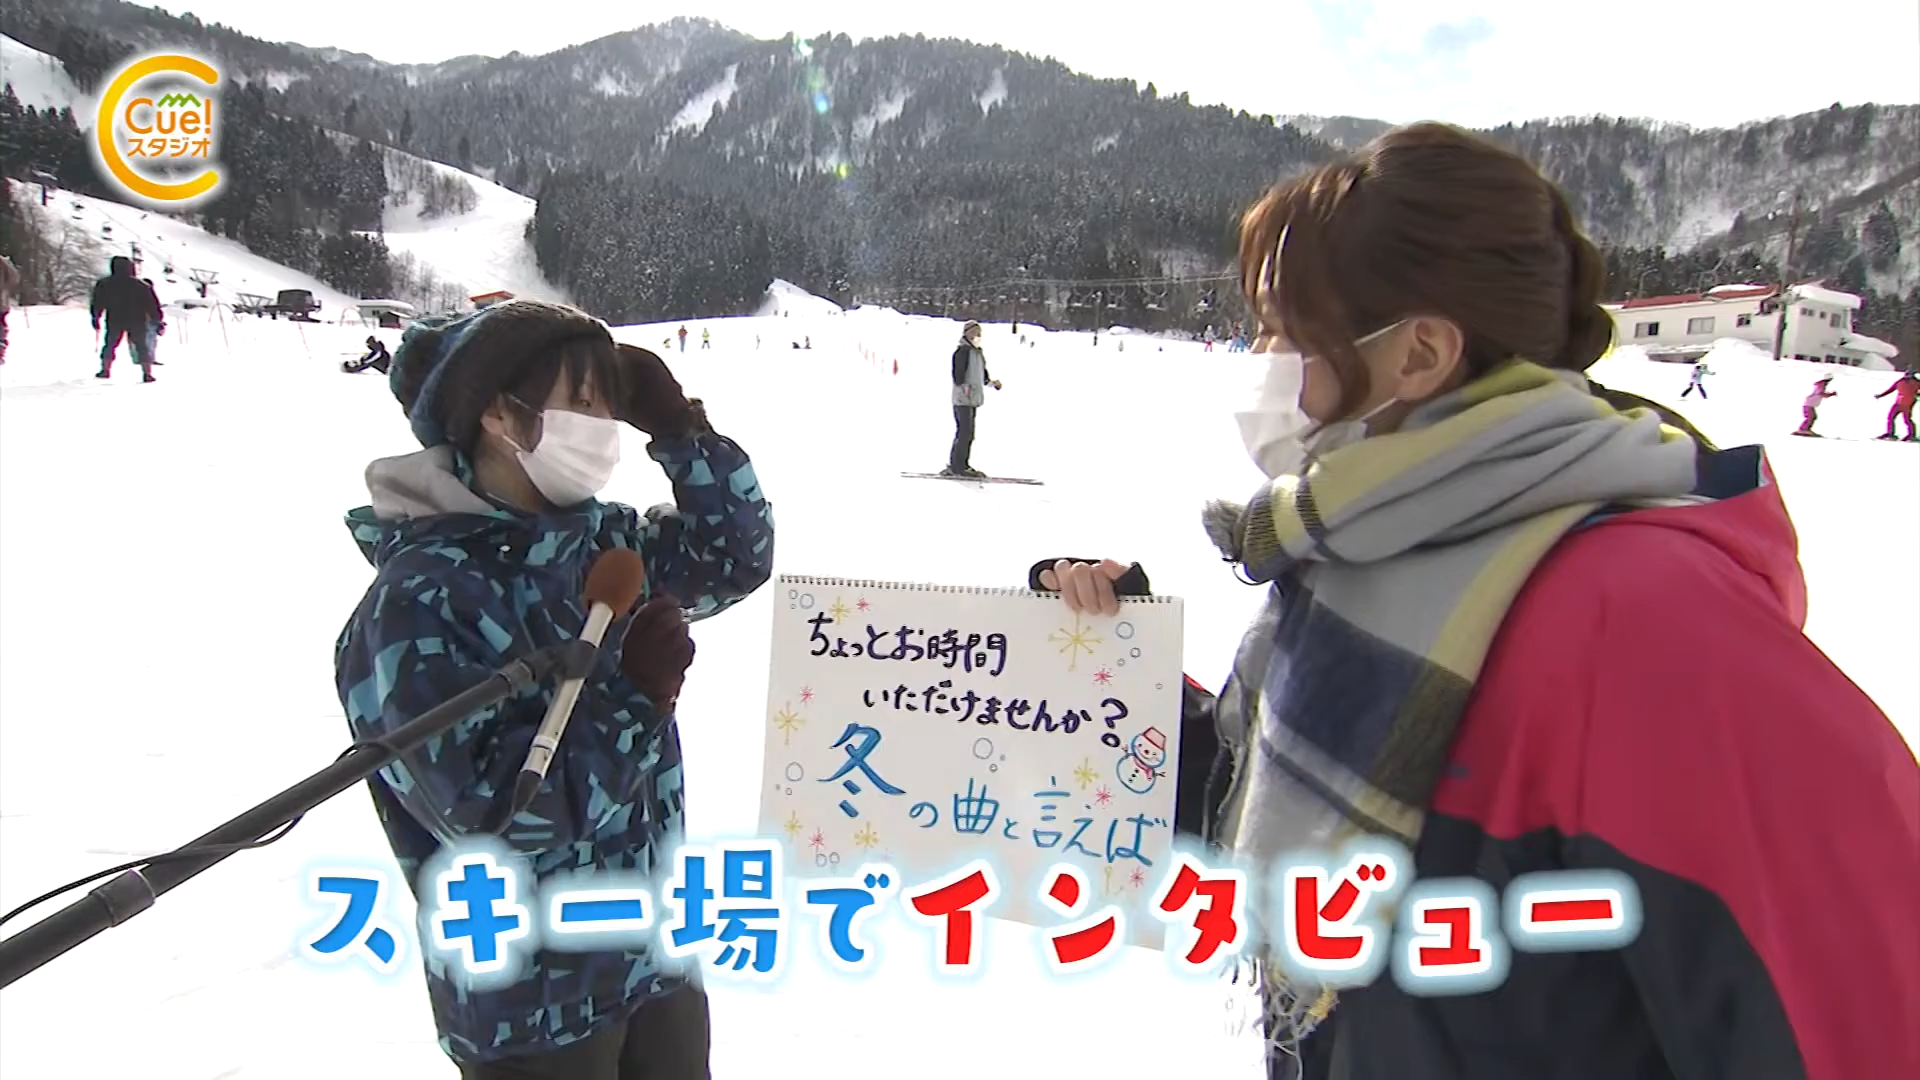 Cue!
スタジオ
ちょっとお時間
いただけませんか?
冬の曲と言えば
スキー場でインタビュー